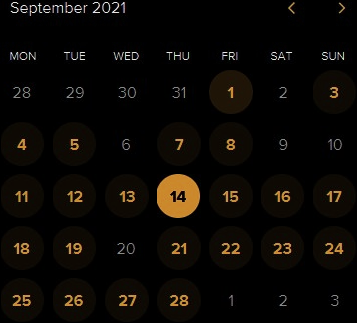 September 2021
MON TUE WED THU FRI SAT SUN
28 29 30 31 1 2 3
4 5 6 7 8 9 10
11 12 13 14 15 16 17
18 19 20 21 22 23 24
25 26 27 28 1 2 3